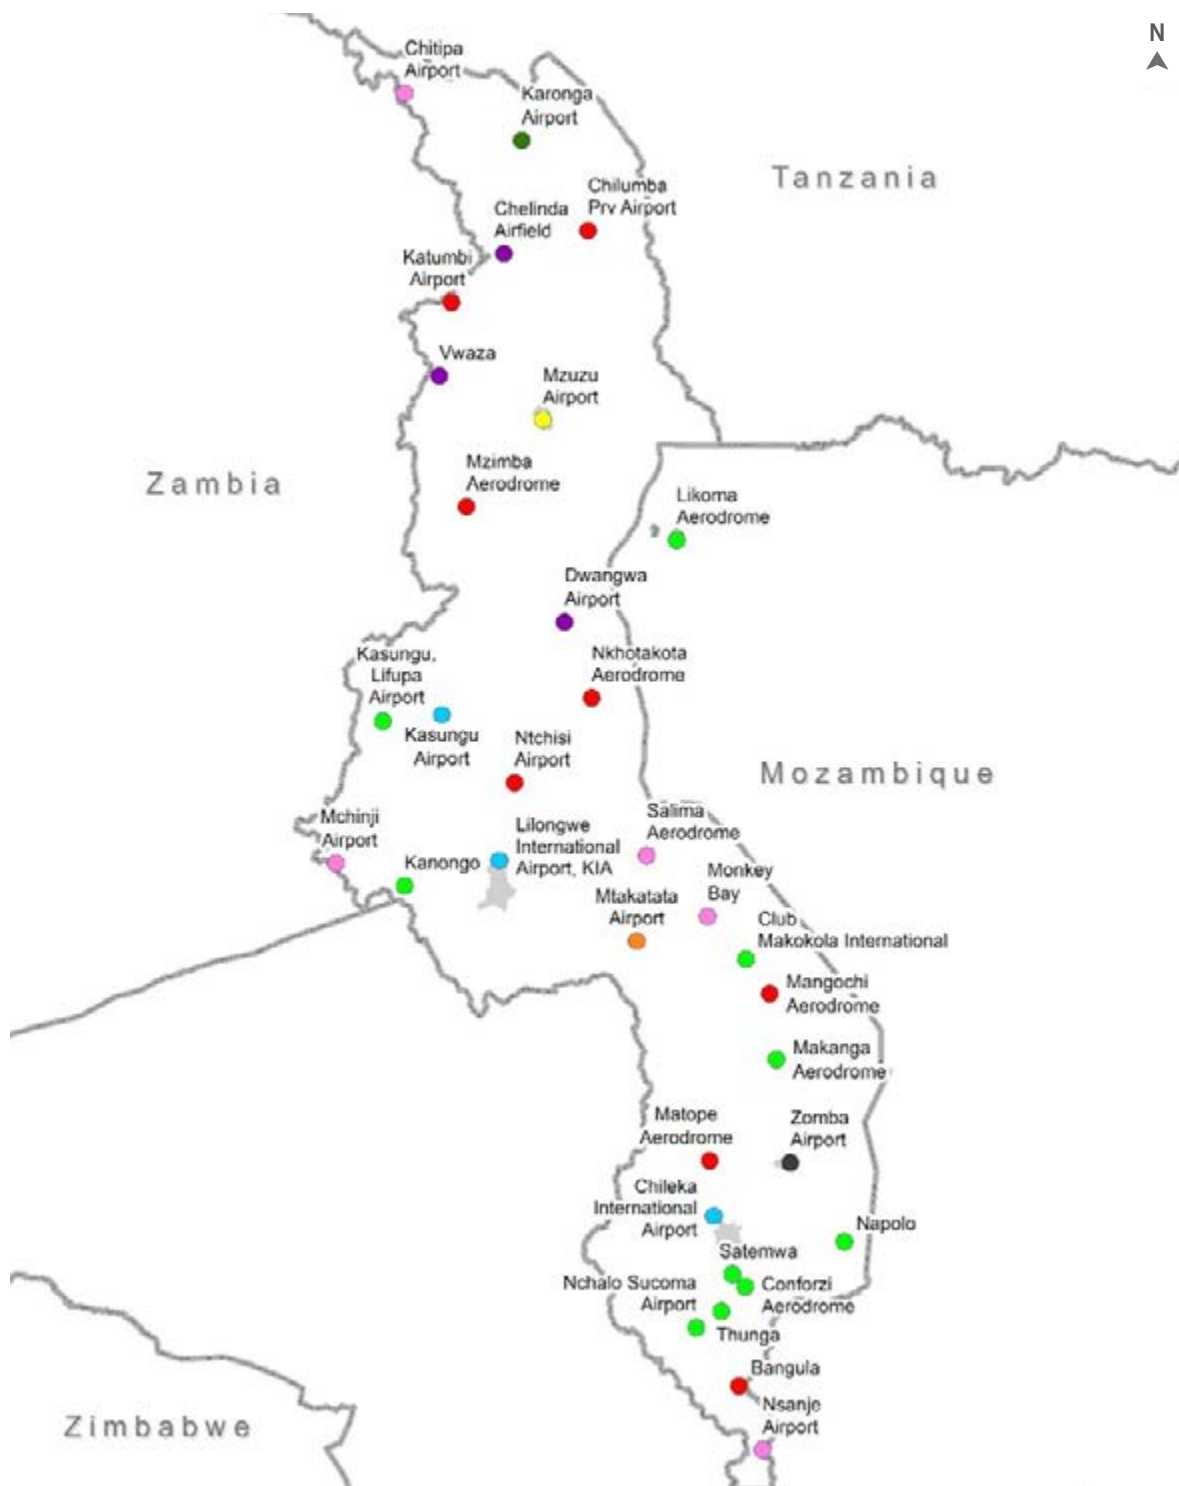 N
Chitipa
Airport
Karonga
Airport
Tanzania
Chilumba
Prv Airport
Chelinda
Airfield
Katumbi
Airport
Vwaza
Mzuzu
Airport
Mzimba
Aerodrome
Zambia
Likoma
Aerodrome
Dwangwa
Airport
Kasungu,
Lifupa
Airport
Nkhotakota
Aerodrome
Kasungu
Airport
Ntchisi
Airport
Mozambique
Mchinji
Airport
Lilongwe
International
Airport, KIA
Salima
Aerodrome
Kanongo
Monkey
Bay
Mtakatata
Airport
Club
Makokola International
Mangochi
Aerodrome
Makanga
Aerodrome
Matope
Aerodrome
Zomba
Airport
Chileka
International
Airport
Napolo
Satemwa
Nchalo Sucoma
Airport
Conforzi
Aerodrome
Thunga
Bangula
Nsanje
Airport
Zimbabwe